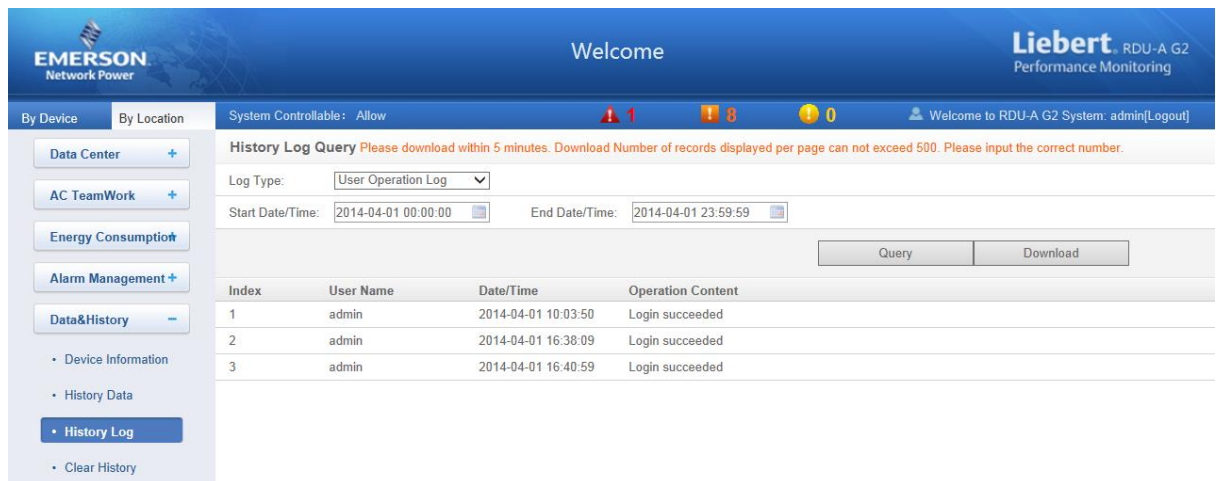 EMERSON
Network Power
Welcome
Liebert. RDU-A G2
Performance Monitoring
By Device By Location
System Controllable: Allow 1 8 0 Welcome to RDU-A G2 System: admin[Logout]
Data Center +
AC TeamWork +
Energy Consumption+
Alarm Management +
Data&History −
• Device Information
• History Data
• History Log
• Clear History
History Log Query Please download within 5 minutes. Download Number of records displayed per page can not exceed 500. Please input the correct number.
Log Type: User Operation Log
Start Date/Time: 2014-04-01 00:00:00 End Date/Time: 2014-04-01 23:59:59
Query Download
Index User Name Date/Time Operation Content
1 admin 2014-04-01 10:03:50 Login succeeded
2 admin 2014-04-01 16:38:09 Login succeeded
3 admin 2014-04-01 16:40:59 Login succeeded